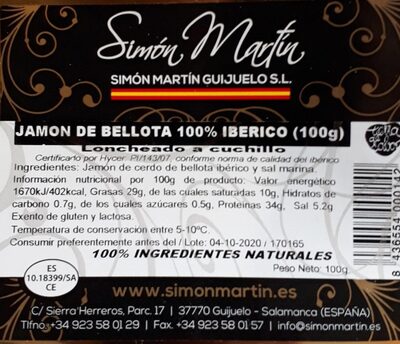 Simón Martín
SIMÓN MARTÍN GUIJUELO S.L.
JAMON DE BELLOTA 100% IBERICO (100g)
Loncheado a cuchillo
Certificarto por Hycer. PI/143/07, conforme norma de calidad del ibérico
Ingredientes: Jamón de cerdo de bellota ibérico y sal marina.
Información nutricional por 100g de producto: Valor energético
1670kJ/402kcal, Grasas 29g, de las cuales saturadas 10g, Hidratos de
carbono 0.7g, de los cuales azúcares 0.5g, Proteinas 34g, Sal 5.2g
Exento de gluten y lactosa.
Temperatura de conservación entre 5-10ºC.
Consumir preferentemente antes del / Lote: 04-10-2020 / 170165
100% INGREDIENTES NATURALES
Peso Neto: 100g
ES
10.18399/SA
CE
8 436554 000142
www.simonmartin.es
C/ Sierra Herreros, Parc. 17 | 37770 Guijuelo - Salamanca (ESPAÑA)
Tlfno. +34 923 58 01 29 | Fax. +34 923 58 01 57 | info@simonmartin.es